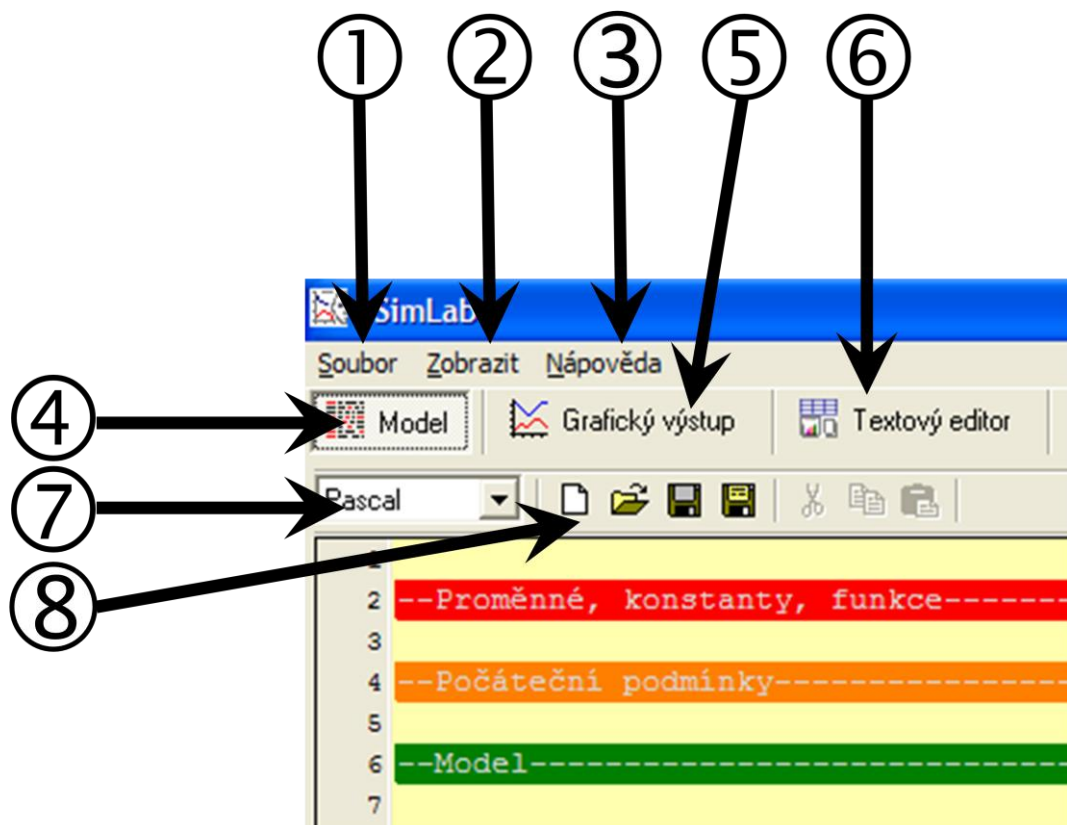 ① ② ③ ⑤ ⑥
SimLab
Soubor Zobrazit Nápověda
④ Model Grafický výstup Textový editor
⑦ Pascal
⑧
1
2 --Proměnné, konstanty, funkce-------
3
4 --Počáteční podmínky----------------
5
6 --Model-----------------------------
7